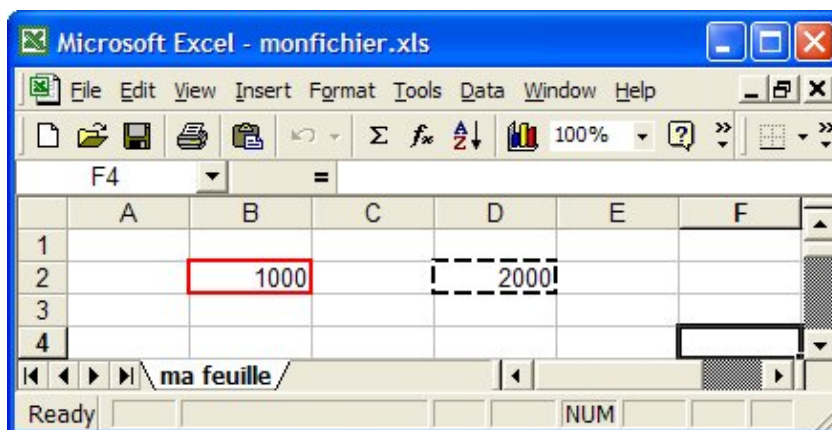 Microsoft Excel - monfichier.xls
File Edit View Insert Format Tools Data Window Help
Σ fx A Z 100% ? » »
F4 =
A B C D E F
1
2 1000 2000
3
4
ma feuille
Ready NUM